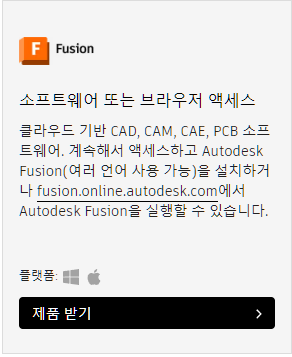 F Fusion
소프트웨어 또는 브라우저 액세스
클라우드 기반 CAD, CAM, CAE, PCB 소프
트웨어. 계속해서 액세스하고 Autodesk
Fusion(여러 언어 사용 가능)을 설치하거
나 fusion.online.autodesk.com에서
Autodesk Fusion을 실행할 수 있습니다.
플랫폼:
제품 받기